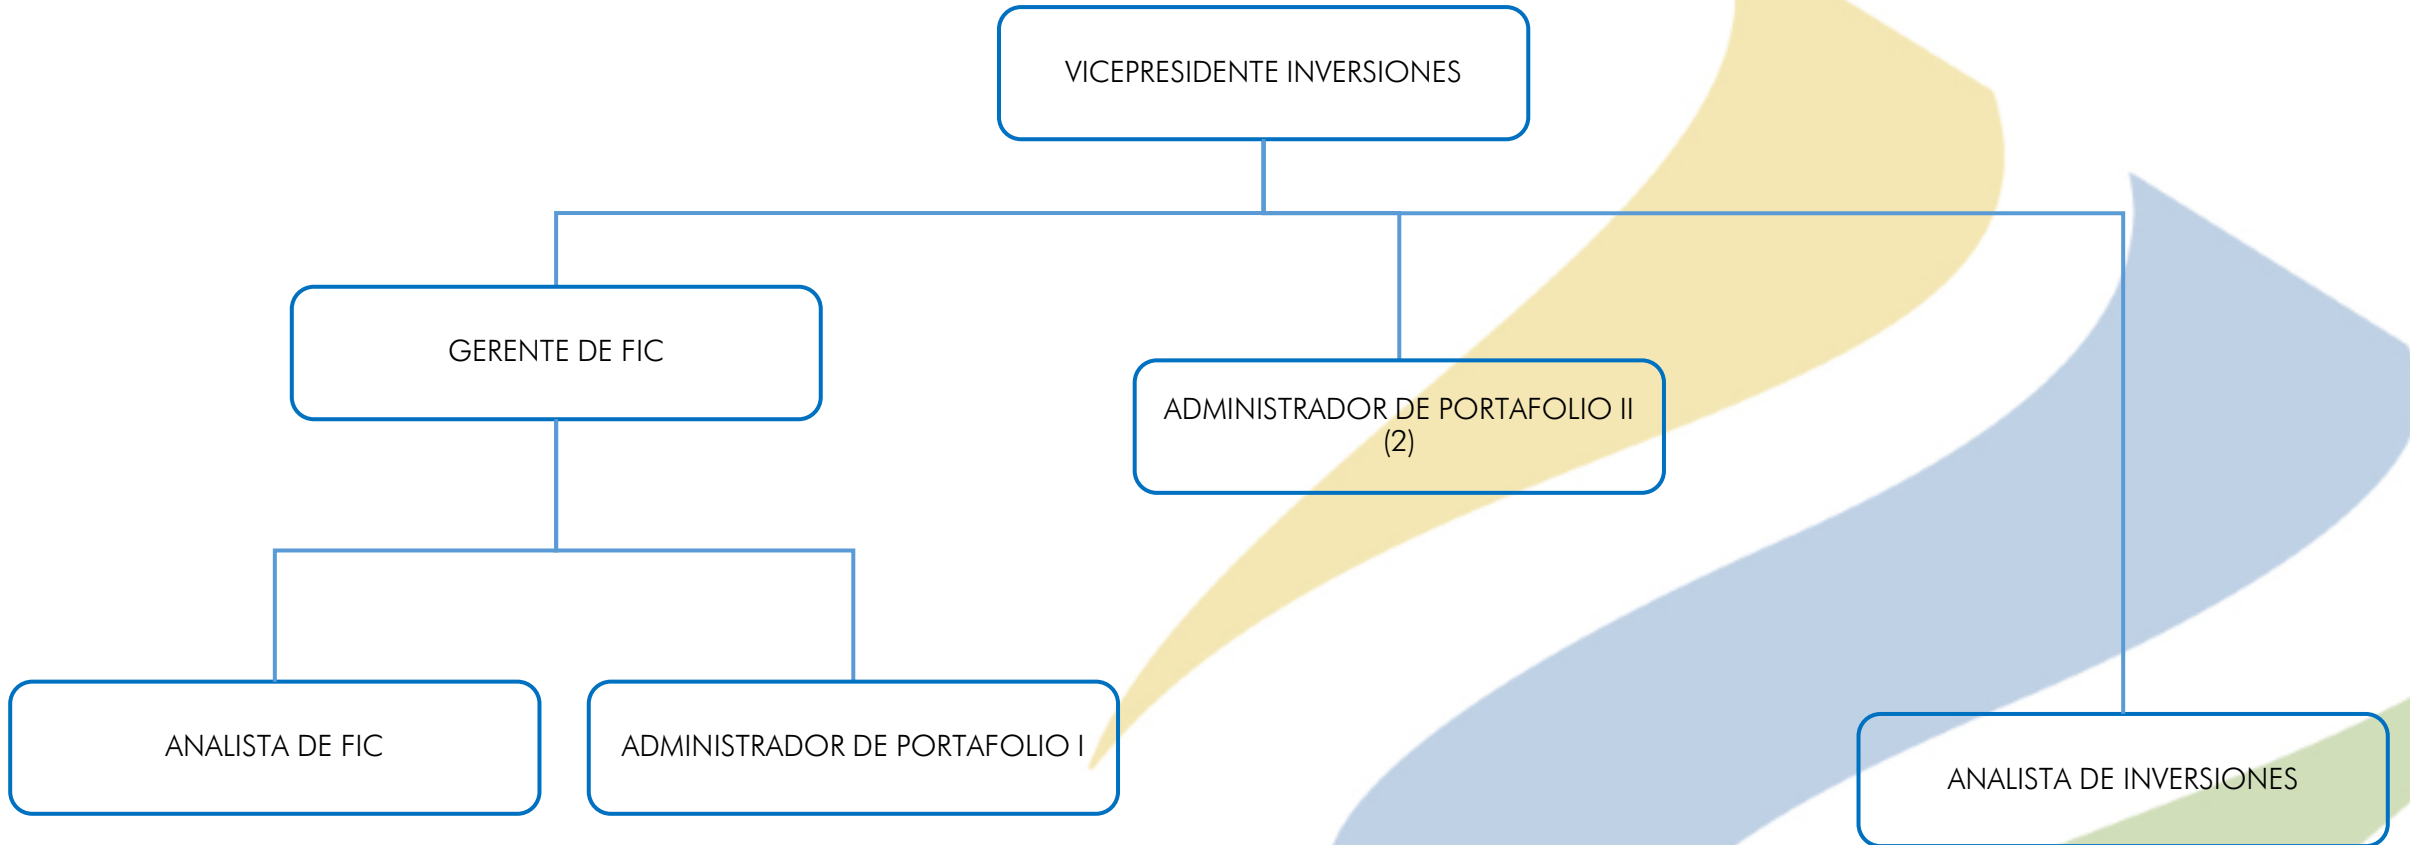 VICEPRESIDENTE INVERSIONES
GERENTE DE FIC
ADMINISTRADOR DE PORTAFOLIO II
(2)
ANALISTA DE FIC
ADMINISTRADOR DE PORTAFOLIO I
ANALISTA DE INVERSIONES